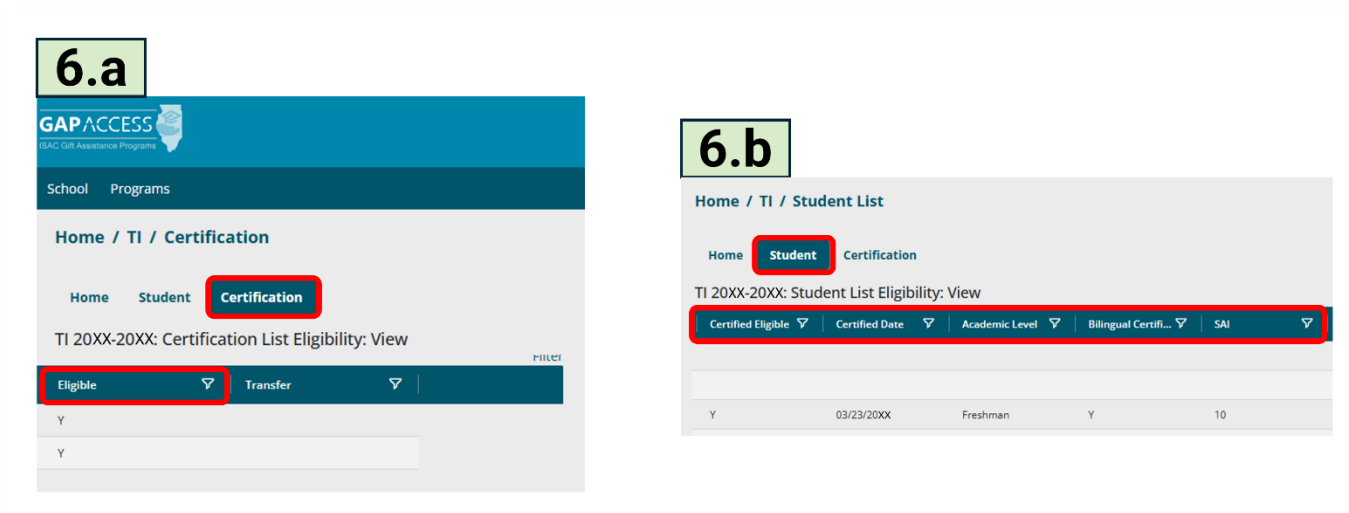 6.a
GAP ACCESS
ISAC Gift Assistance Programs
School Programs
Home / TI / Certification
Home Student Certification
TI 20XX-20XX: Certification List Eligibility: View
Filter
Eligible Transfer
Y
Y
6.b
Home / TI / Student List
Home Student Certification
TI 20XX-20XX: Student List Eligibility: View
Certified Eligible Certified Date Academic Level Bilingual Certifi... SAI
Y 03/23/20XX Freshman Y 10